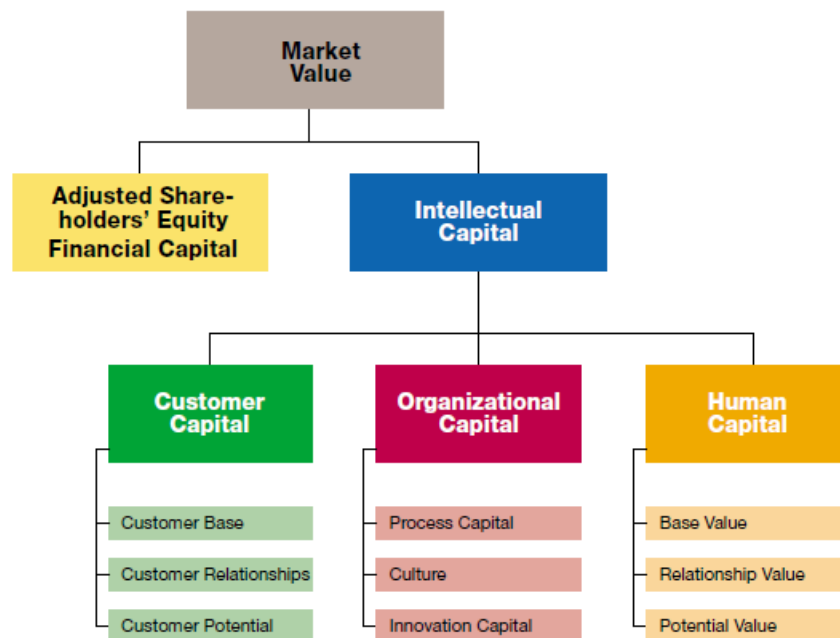 Market
Value
Adjusted Share-
holders' Equity
Financial Capital
Intellectual
Capital
Customer
Capital
Organizational
Capital
Human
Capital
Customer Base
Process Capital
Base Value
Customer Relationships
Culture
Relationship Value
Customer Potential
Innovation Capital
Potential Value